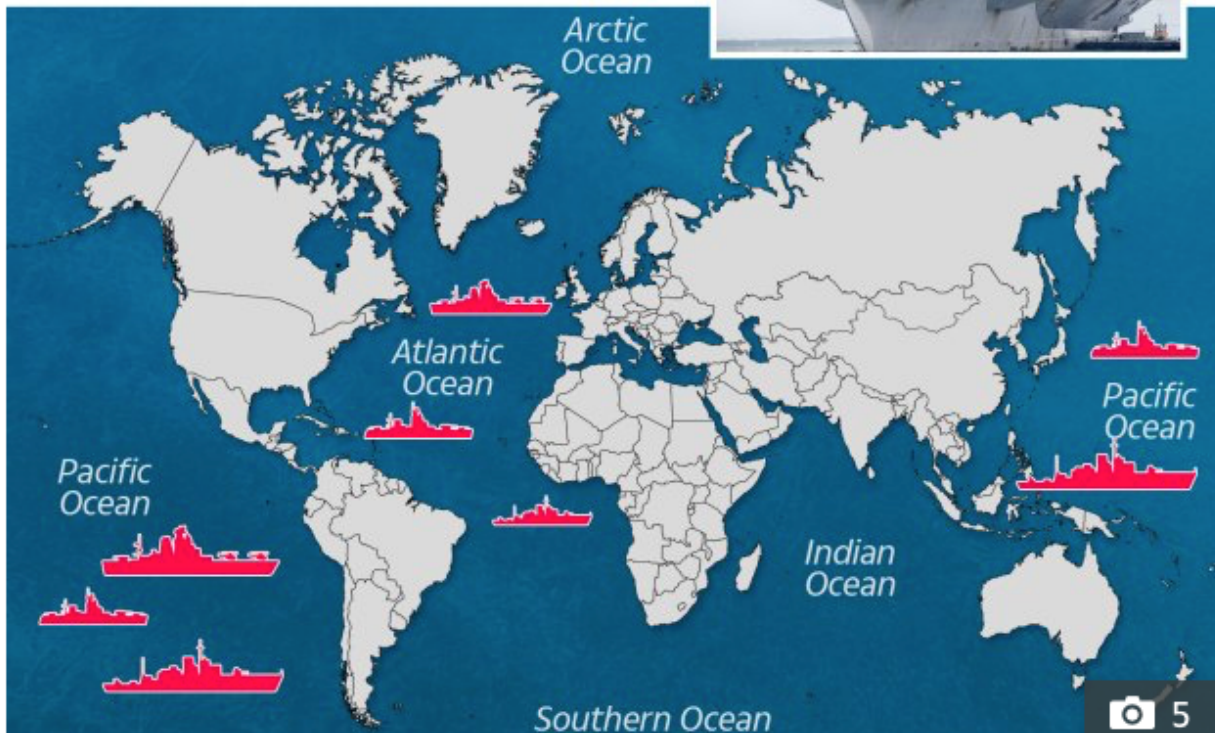 Arctic
Ocean
Atlantic
Ocean
Pacific
Ocean
Pacific
Ocean
Indian
Ocean
Southern Ocean
5